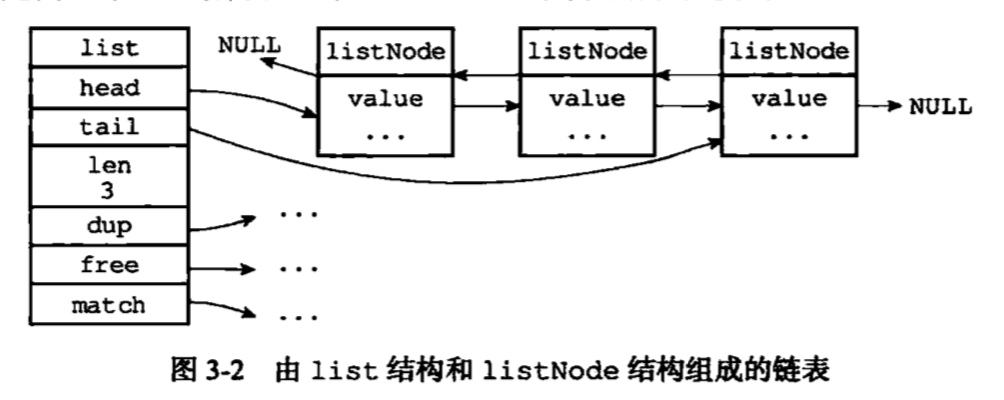 list
head
tail
len
3
dup
free
match
NULL
listNode
value
...
listNode
value
...
listNode
value
...
NULL
...
...
...
图 3-2 由 list 结构和 listNode 结构组成的链表